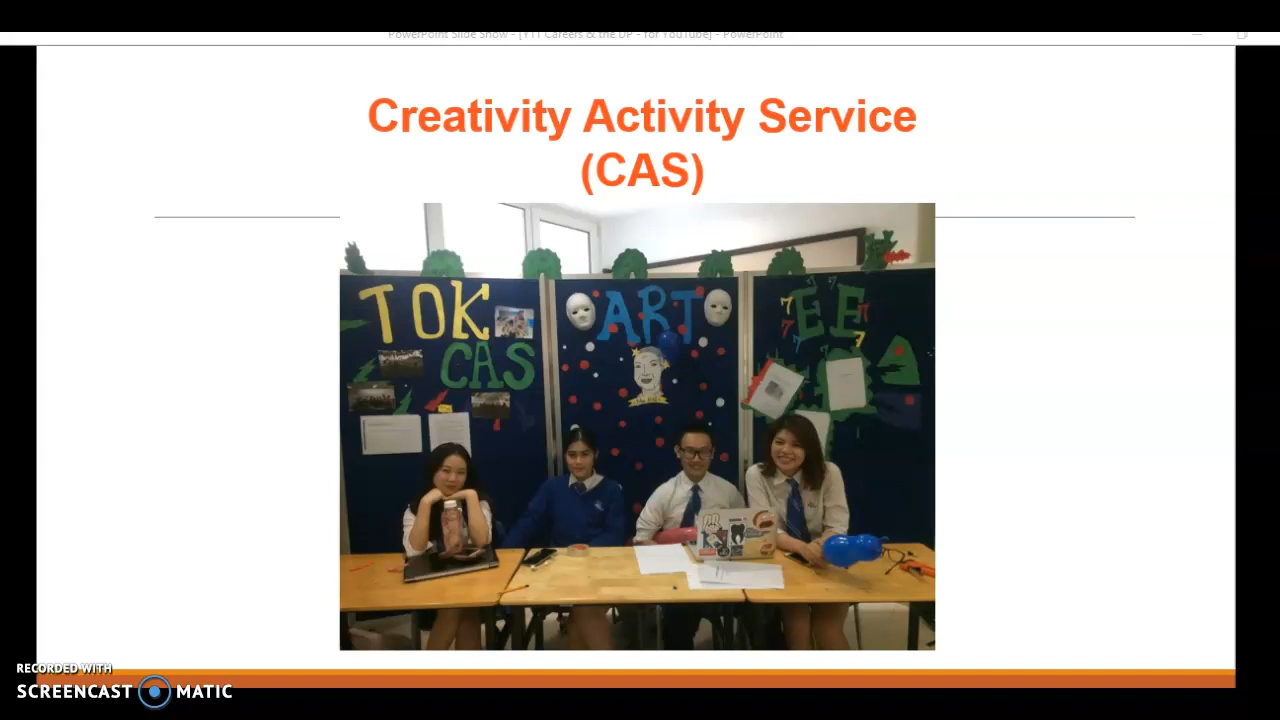 PowerPoint Slide Show - [Y11 Careers & the DP - for YouTube] - PowerPoint
Creativity Activity Service
(CAS)
TOK
CAS
ART
EE
RECORDED WITH
SCREENCAST MATIC